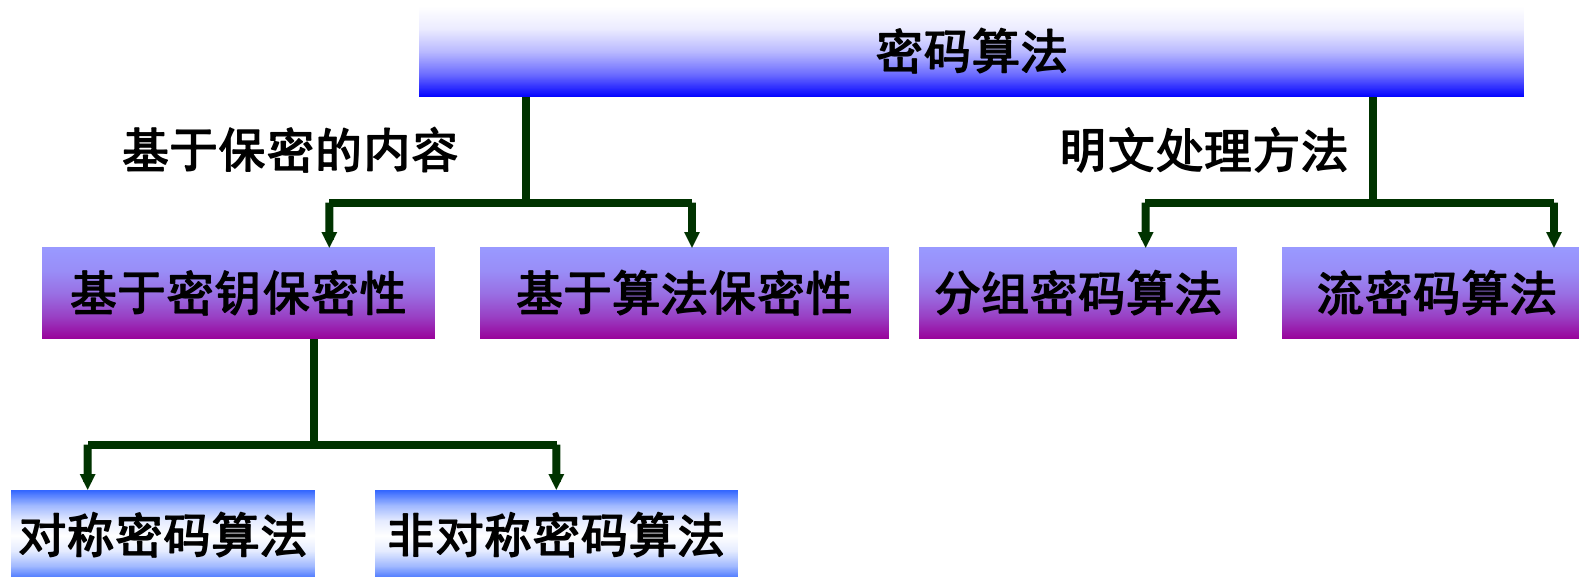 密码算法
基于保密的内容
明文处理方法
基于密钥保密性
基于算法保密性
分组密码算法
流密码算法
对称密码算法
非对称密码算法